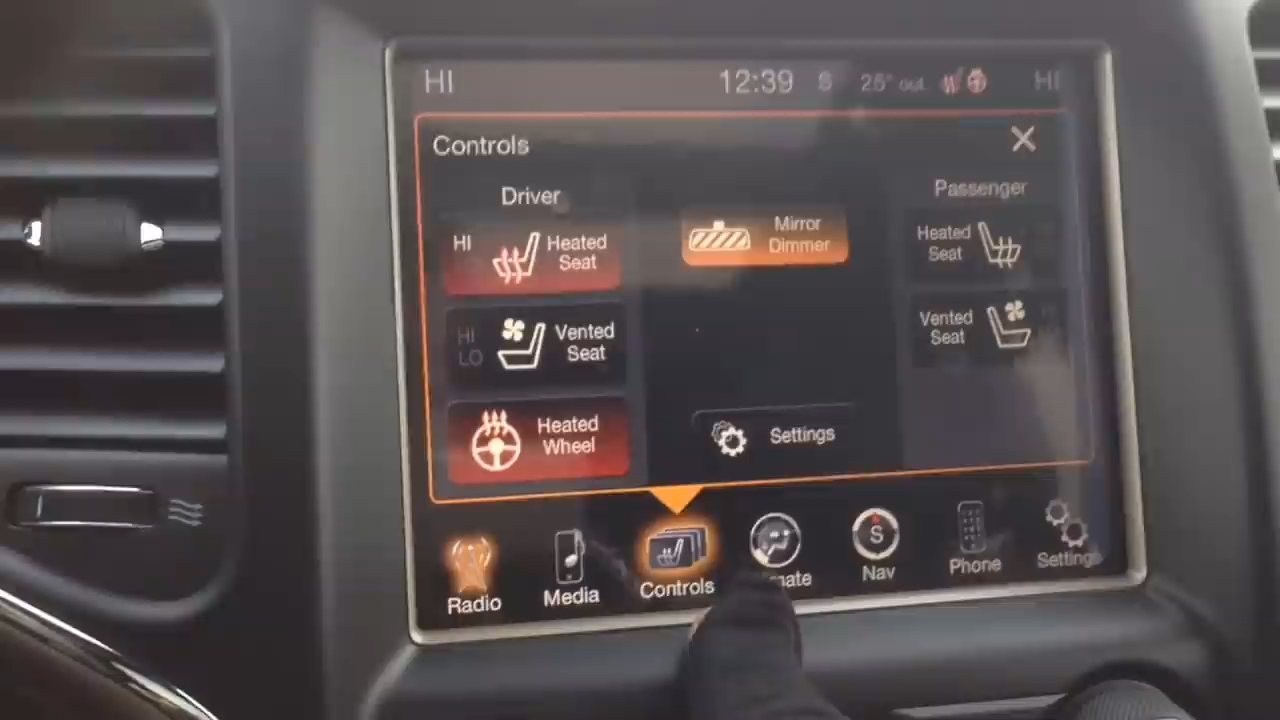 HI 12:39 S 25° out HI
Controls
Driver
Passenger
HI
Heated
Seat
Mirror
Dimmer
Heated
Seat
HI
LO
Vented
Seat
Vented
Seat
Heated
Wheel
Settings
Radio
Media
Controls
Nav
S
Phone
Settings